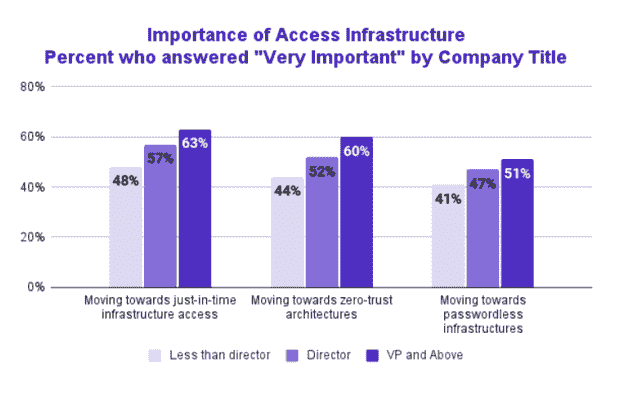 Importance of Access Infrastructure
Percent who answered "Very Important" by Company Title
80%
60%
40%
20%
0%
48%
57%
63%
44%
52%
60%
41%
47%
51%
Moving towards just-in-time
infrastructure access
Moving towards zero-trust
architectures
Moving towards
passwordless
infrastructures
Less than director
Director
VP and Above